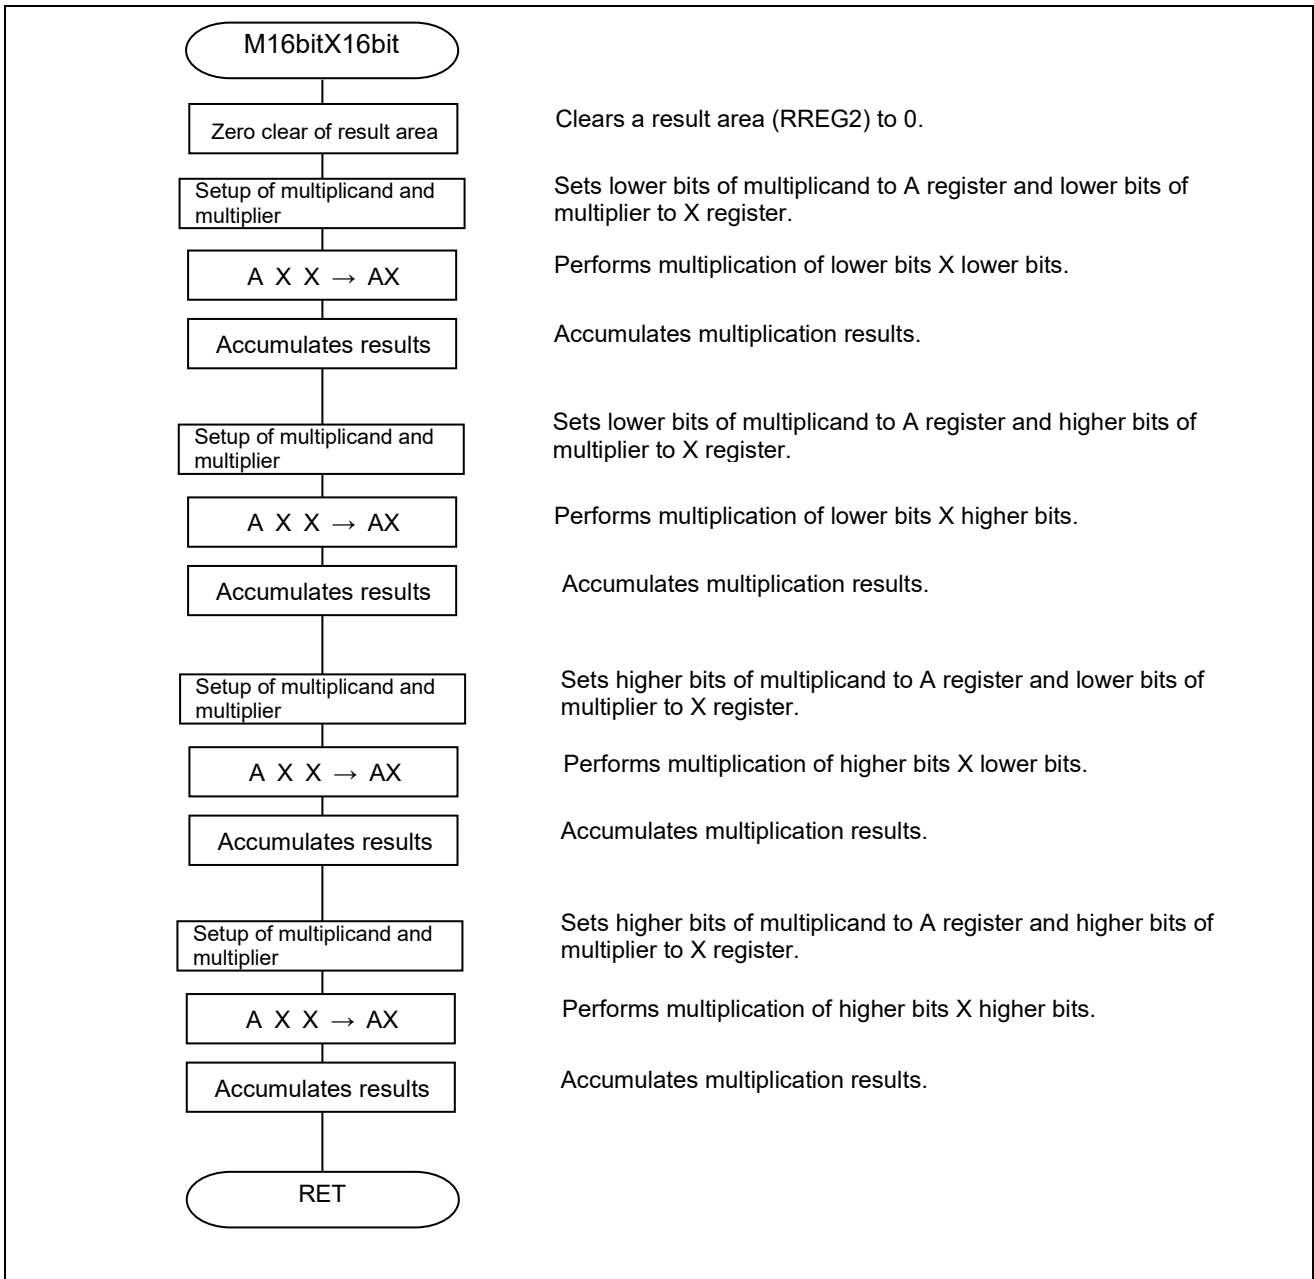 M16bitX16bit
Zero clear of result area
Clears a result area (RREG2) to 0.
Setup of multiplicand and
multiplier
Sets lower bits of multiplicand to A register and lower bits of
multiplier to X register.
A X X → AX
Performs multiplication of lower bits X lower bits.
Accumulates results
Accumulates multiplication results.
Setup of multiplicand and
multiplier
Sets lower bits of multiplicand to A register and higher bits of
multiplier to X register.
A X X → AX
Performs multiplication of lower bits X higher bits.
Accumulates results
Accumulates multiplication results.
Setup of multiplicand and
multiplier
Sets higher bits of multiplicand to A register and lower bits of
multiplier to X register.
A X X → AX
Performs multiplication of higher bits X lower bits.
Accumulates results
Accumulates multiplication results.
Setup of multiplicand and
multiplier
Sets higher bits of multiplicand to A register and higher bits of
multiplier to X register.
A X X → AX
Performs multiplication of higher bits X higher bits.
Accumulates results
Accumulates multiplication results.
RET